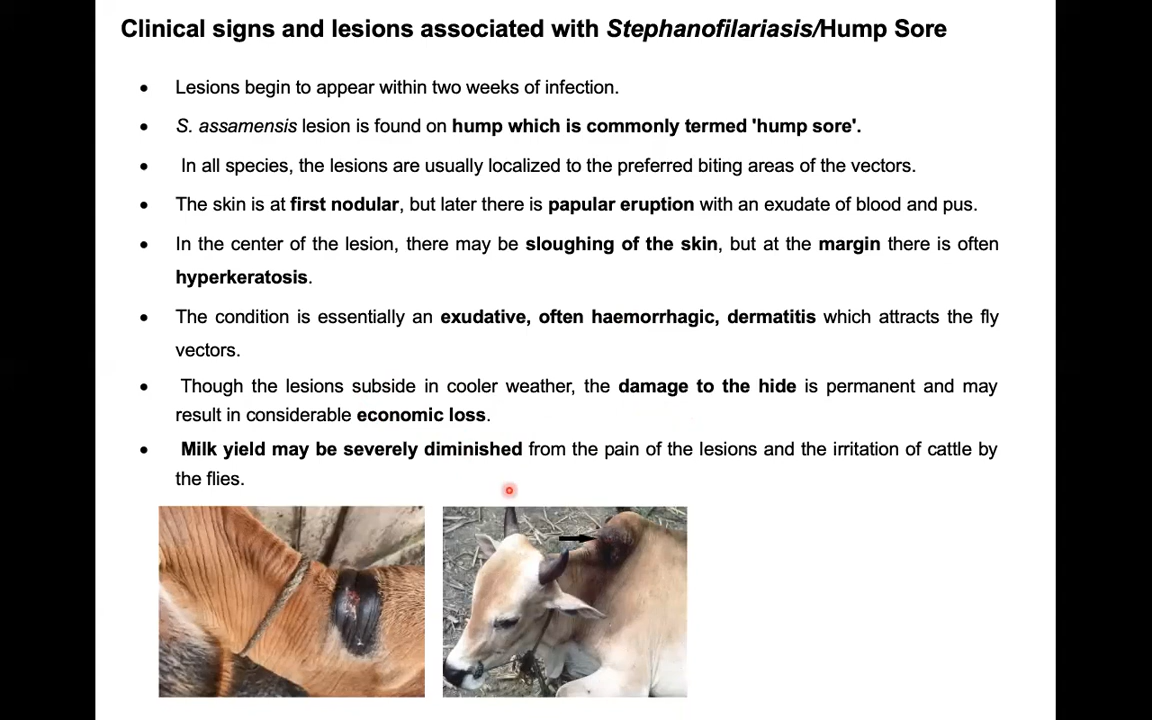 Clinical signs and lesions associated with Stephanofilariasis/Hump Sore
• Lesions begin to appear within two weeks of infection.
• S. assamensis lesion is found on hump which is commonly termed 'hump sore'.
• In all species, the lesions are usually localized to the preferred biting areas of the vectors.
• The skin is at first nodular, but later there is papular eruption with an exudate of blood and pus.
• In the center of the lesion, there may be sloughing of the skin, but at the margin there is often
hyperkeratosis.
• The condition is essentially an exudative, often haemorrhagic, dermatitis which attracts the fly
vectors.
• Though the lesions subside in cooler weather, the damage to the hide is permanent and may
result in considerable economic loss.
• Milk yield may be severely diminished from the pain of the lesions and the irritation of cattle by
the flies.